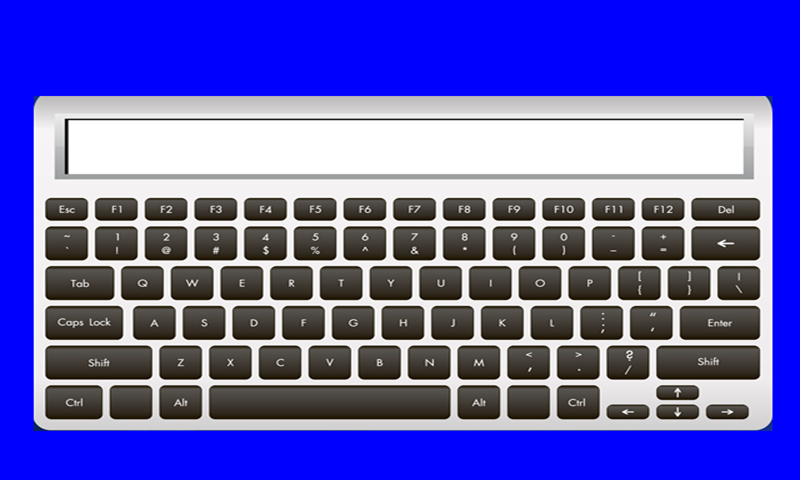 Esc F1 F2 F3 F4 F5 F6 F7 F8 F9 F10 F11 F12 Del
~ 1 2 3 4 5 6 7 8 9 0 - + ←
` ! @ # $ % ^ & * ( ) _ =
Tab Q W E R T Y U I O P [ ] |
{ } \
Caps Lock A S D F G H J K L : “ Enter
; ,
Shift Z X C V B N M < > ? Shift
, . /
Ctrl Alt Alt Ctrl ↑
← ↓ →